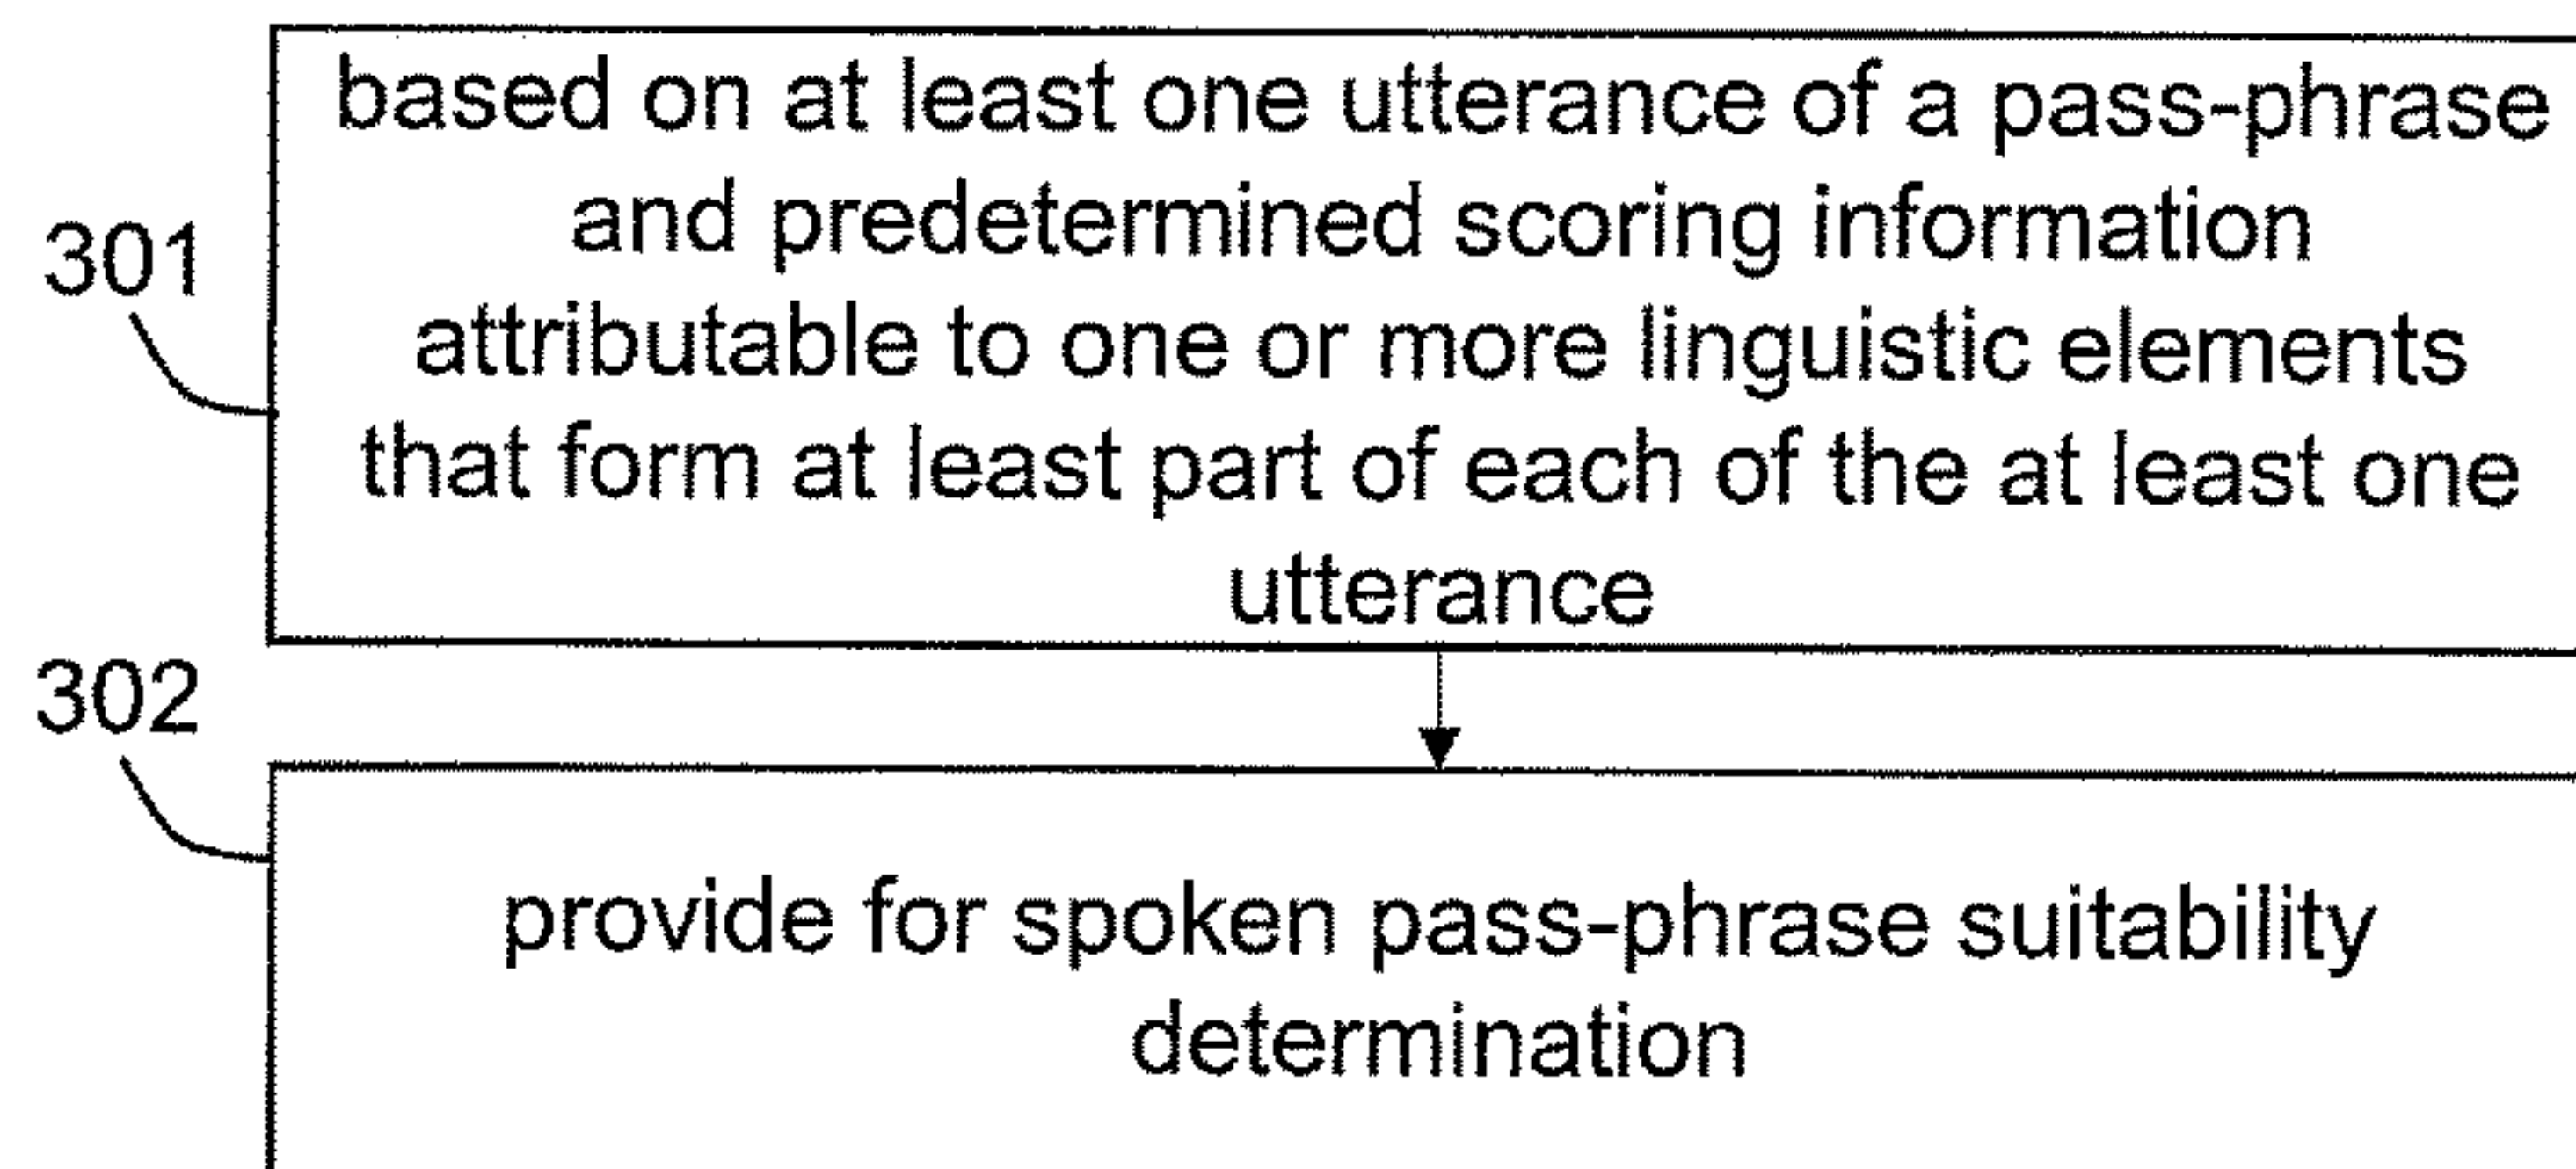 based on at least one utterance of a pass-phrase
and predetermined scoring information
301
attributable to one or more linguistic elements
that form at least part of each of the at least one
utterance
302
provide for spoken pass-phrase suitability
determination